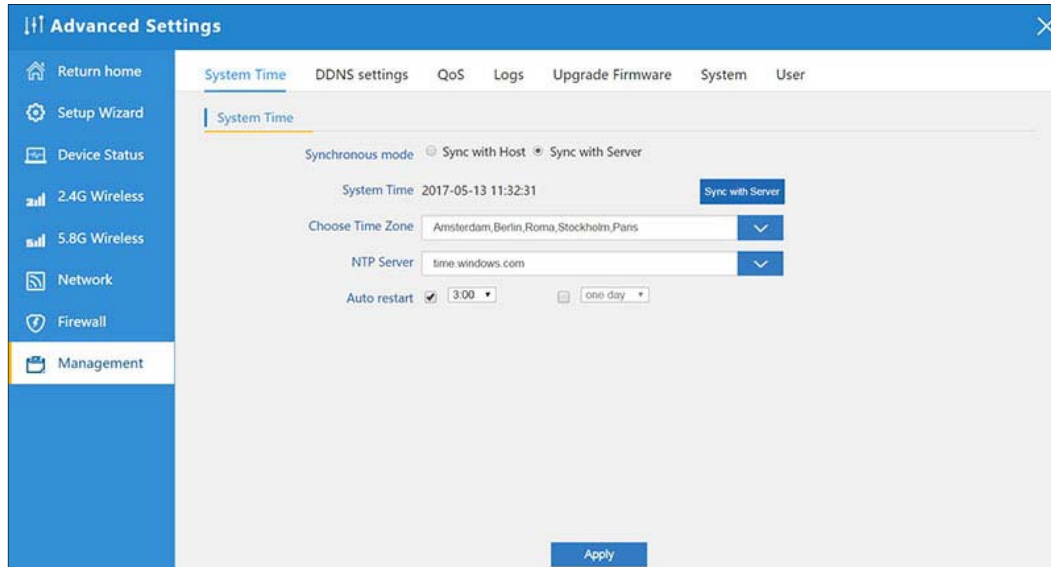 Advanced Settings
Return home
Setup Wizard
Device Status
2.4G Wireless
5.8G Wireless
Network
Firewall
Management
System Time DDNS settings QoS Logs Upgrade Firmware System User
System Time
Synchronous mode Sync with Host Sync with Server
System Time 2017-05-13 11:32:31 Sync with Server
Choose Time Zone Amsterdam,Berlin,Roma,Stockholm,Paris
NTP Server time.windows.com
Auto restart 3:00 one day
Apply